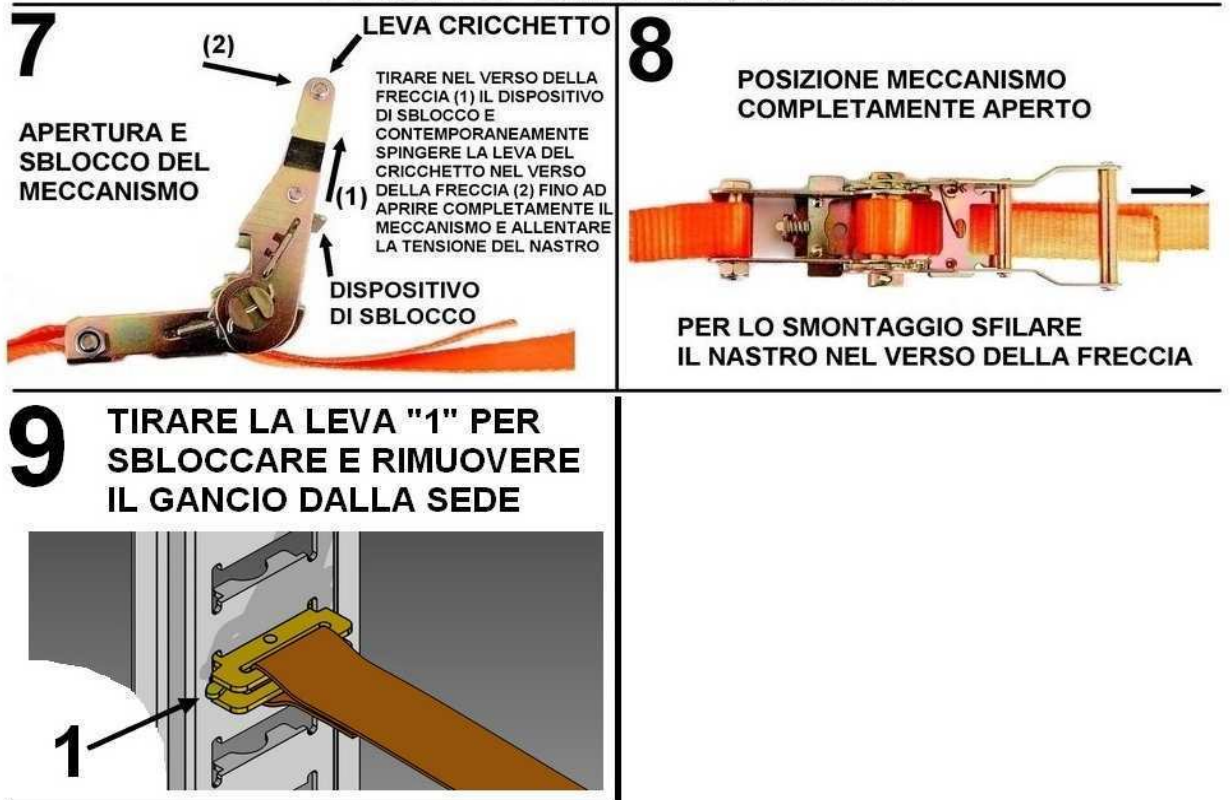 7
(2)
LEVA CRICCHETTO
APERTURA E
SBLOCCO DEL
MECCANISMO
TIRARE NEL VERSO DELLA
FRECCIA (1) IL DISPOSITIVO
DI SBLOCCO E
CONTEMPORANEAMENTE
SPINGERE LA LEVA DEL
CRICCHETTO NEL VERSO
DELLA FRECCIA (2) FINO AD
APRIRE COMPLETAMENTE IL
MECCANISMO E ALLENTARE
LA TENSIONE DEL NASTRO
(1)
DISPOSITIVO
DI SBLOCCO
8
POSIZIONE MECCANISMO
COMPLETAMENTE APERTO
PER LO SMONTAGGIO SFILARE
IL NASTRO NEL VERSO DELLA FRECCIA
9
TIRARE LA LEVA "1" PER
SBLOCCARE E RIMUOVERE
IL GANCIO DALLA SEDE
1